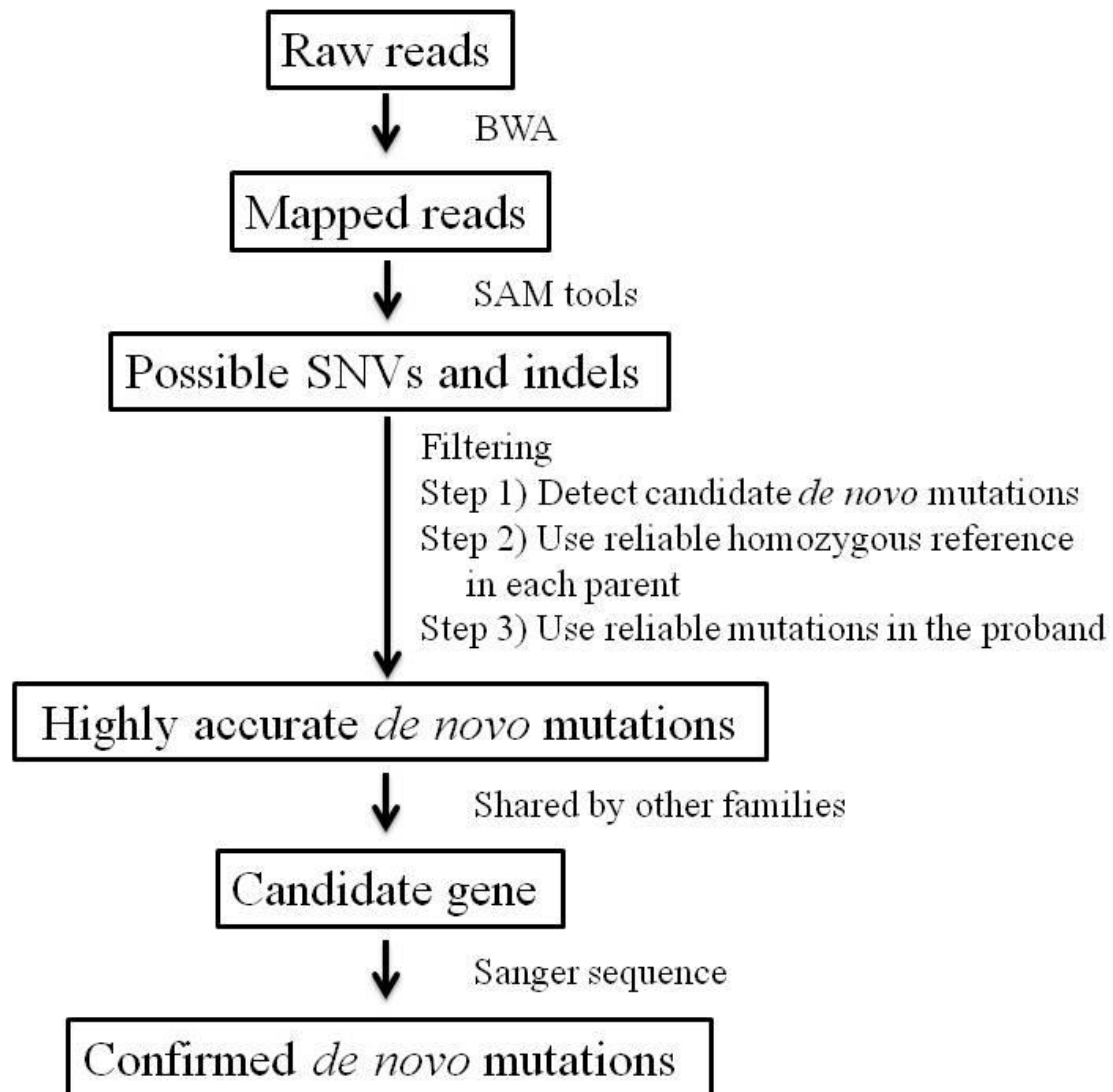 Raw reads
BWA
Mapped reads
SAM tools
Possible SNVs and indels
Filtering
Step 1) Detect candidate de novo mutations
Step 2) Use reliable homozygous reference
in each parent
Step 3) Use reliable mutations in the proband
Highly accurate de novo mutations
Shared by other families
Candidate gene
Sanger sequence
Confirmed de novo mutations